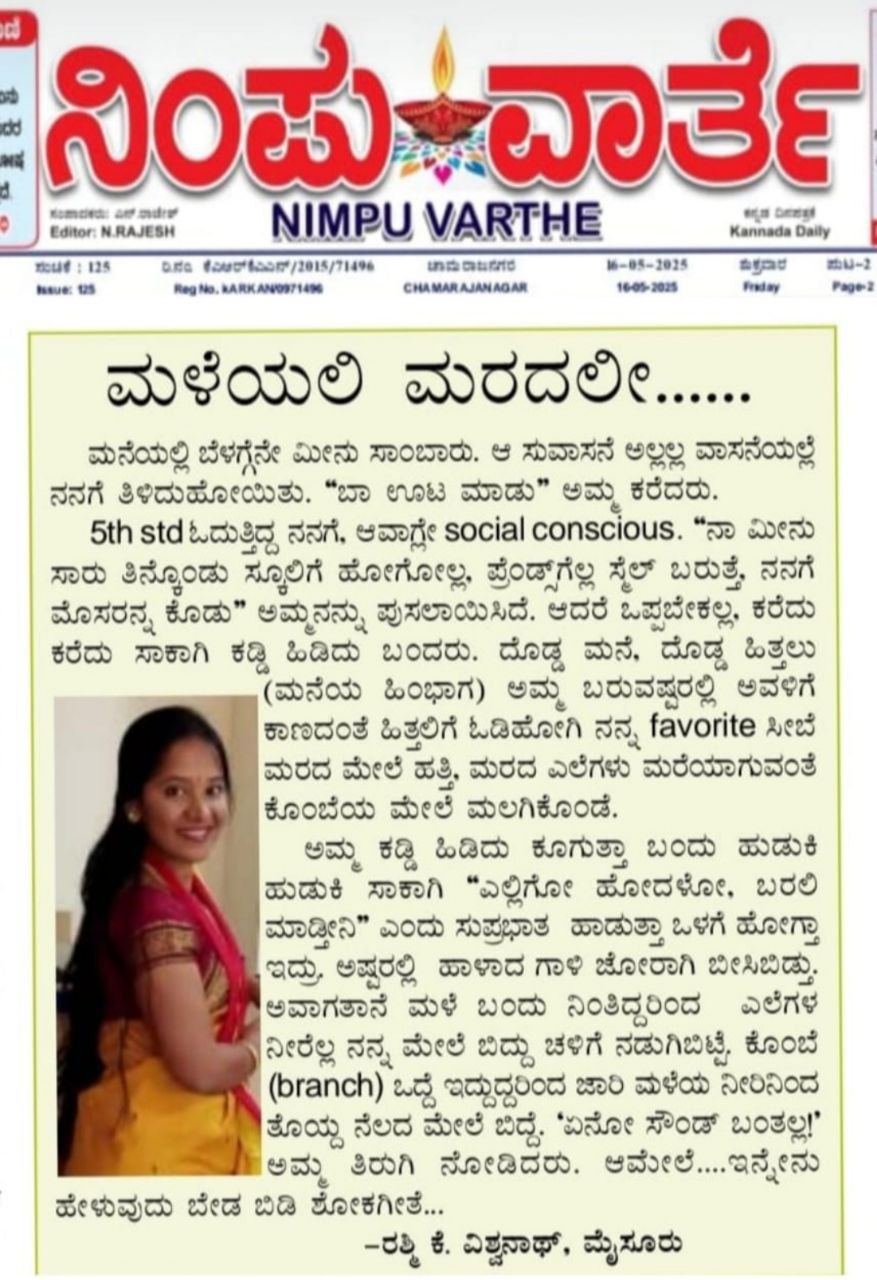 ನಿಂಪು ವಾರ್ತೆ
ಸಂಪಾದಕರು: ಎನ್.ರಾಜೇಶ್
Editor: N.RAJESH
NIMPU VARTHE
ಕನ್ನಡ ದಿನಪತ್ರಿಕೆ
Kannada Daily
ಸಂಚಿಕೆ : 125 ರಿ.ನಂ. ಕೆಎಆರ್‌ಕೆಎಎನ್/2015/71496 ಚಾಮರಾಜನಗರ 16-05-2025 ಶುಕ್ರವಾರ ಪುಟ-2
Issue: 125 Reg No. kARKAN/0971496 CHAMARAJANAGAR 16-05-2025 Friday Page-2
ಮಳೆಯಲಿ ಮರದಲೀ......
ಮನೆಯಲ್ಲಿ ಬೆಳಗ್ಗೆನೇ ಮೀನು ಸಾಂಬಾರು. ಆ ಸುವಾಸನೆ ಅಲ್ಲಲ್ಲ ವಾಸನೆಯಲ್ಲೆ
ನನಗೆ ತಿಳಿದುಹೋಯಿತು. “ಬಾ ಊಟ ಮಾಡು” ಅಮ್ಮ ಕರೆದರು.
5th std ಓದುತ್ತಿದ್ದ ನನಗೆ, ಆವಾಗ್ಲೇ social conscious. “ನಾ ಮೀನು
ಸಾರು ತಿನ್ಕೊಂಡು ಸ್ಕೂಲಿಗೆ ಹೋಗೋಲ್ಲ, ಫ್ರೆಂಡ್ಸ್‌ಗೆಲ್ಲ ಸ್ಮೆಲ್ ಬರುತ್ತೆ, ನನಗೆ
ಮೊಸರನ್ನ ಕೊಡು” ಅಮ್ಮನನ್ನು ಪುಸಲಾಯಿಸಿದೆ. ಆದರೆ ಒಪ್ಪಬೇಕಲ್ಲ, ಕರೆದು
ಕರೆದು ಸಾಕಾಗಿ ಕಡ್ಡಿ ಹಿಡಿದು ಬಂದರು. ದೊಡ್ಡ ಮನೆ, ದೊಡ್ಡ ಹಿತ್ತಲು
(ಮನೆಯ ಹಿಂಭಾಗ) ಅಮ್ಮ ಬರುವಷ್ಟರಲ್ಲಿ ಅವಳಿಗೆ
ಕಾಣದಂತೆ ಹಿತ್ತಲಿಗೆ ಓಡಿಹೋಗಿ ನನ್ನ favorite ಸೀಬೆ
ಮರದ ಮೇಲೆ ಹತ್ತಿ, ಮರದ ಎಲೆಗಳು ಮರೆಯಾಗುವಂತೆ
ಕೊಂಬೆಯ ಮೇಲೆ ಮಲಗಿಕೊಂಡೆ.
ಅಮ್ಮ ಕಡ್ಡಿ ಹಿಡಿದು ಕೂಗುತ್ತಾ ಬಂದು ಹುಡುಕಿ
ಹುಡುಕಿ ಸಾಕಾಗಿ “ಎಲ್ಲಿಗೋ ಹೋದಳೋ, ಬರಲಿ
ಮಾಡ್ತೀನಿ” ಎಂದು ಸುಪ್ರಭಾತ ಹಾಡುತ್ತಾ ಒಳಗೆ ಹೋಗ್ತಾ
ಇದ್ರು. ಅಷ್ಟರಲ್ಲಿ ಹಾಳಾದ ಗಾಳಿ ಜೋರಾಗಿ ಬೀಸಿಬಿಡ್ತು.
ಅವಾಗತಾನೆ ಮಳೆ ಬಂದು ನಿಂತಿದ್ದರಿಂದ ಎಲೆಗಳ
ನೀರೆಲ್ಲ ನನ್ನ ಮೇಲೆ ಬಿದ್ದು ಚಳಿಗೆ ನಡುಗಿಬಿಟ್ಟೆ. ಕೊಂಬೆ
(branch) ಒದ್ದೆ ಇದ್ದುದ್ದರಿಂದ ಜಾರಿ ಮಳೆಯ ನೀರಿನಿಂದ
ತೊಯ್ದ ನೆಲದ ಮೇಲೆ ಬಿದ್ದೆ. ‘ಏನೋ ಸೌಂಡ್ ಬಂತಲ್ಲ!’
ಅಮ್ಮ ತಿರುಗಿ ನೋಡಿದರು. ಆಮೇಲೆ....ಇನ್ನೇನು
ಹೇಳುವುದು ಬೇಡ ಬಿಡಿ ಶೋಕಗೀತೆ...
–ರಶ್ಮಿ ಕೆ. ವಿಶ್ವನಾಥ್, ಮೈಸೂರು